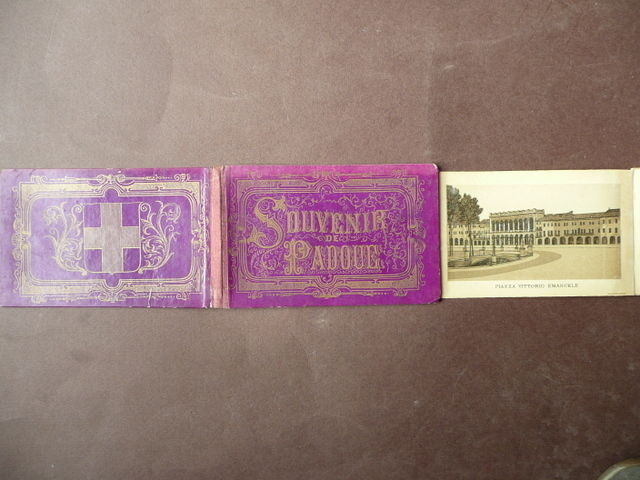 SOUVENIR
DE
PADOUE
PIAZZA VITTORIO EMANUELE